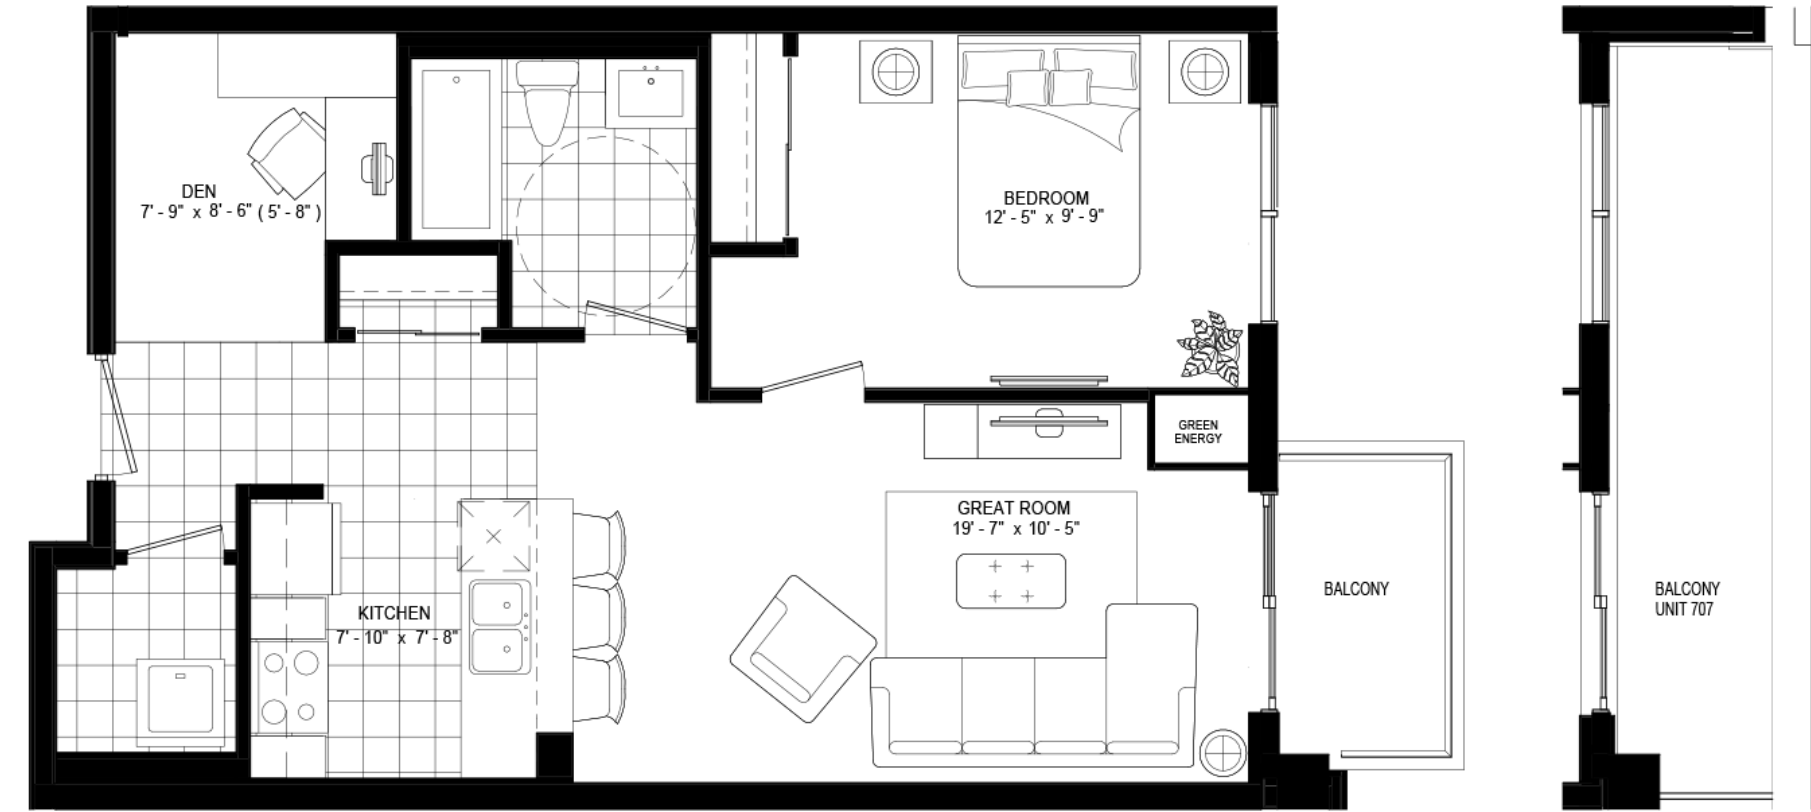 DEN
7' - 9" x 8' - 6" ( 5' - 8" )
BEDROOM
12' - 5" x 9' - 9"
GREEN
ENERGY
GREAT ROOM
19' - 7" x 10' - 5"
KITCHEN
7' - 10" x 7' - 8"
BALCONY
BALCONY
UNIT 707